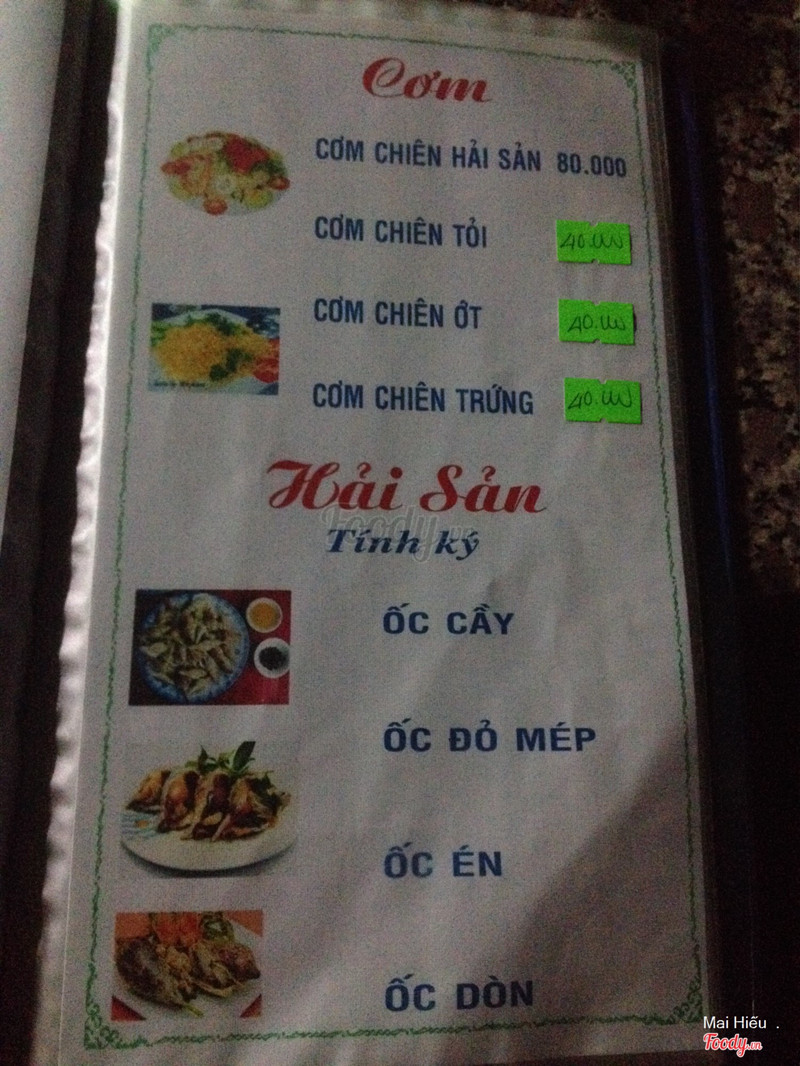 Cơm
CƠM CHIÊN HẢI SẢN 80.000
CƠM CHIÊN TỎI 40.000
CƠM CHIÊN ỚT 40.000
CƠM CHIÊN TRỨNG 40.000
Hải Sản
Foody.vn
Tính ký
ỐC CẦY
ỐC ĐỎ MÉP
ỐC ÉN
ỐC DÒN
Mai Hiếu .
Foody.vn